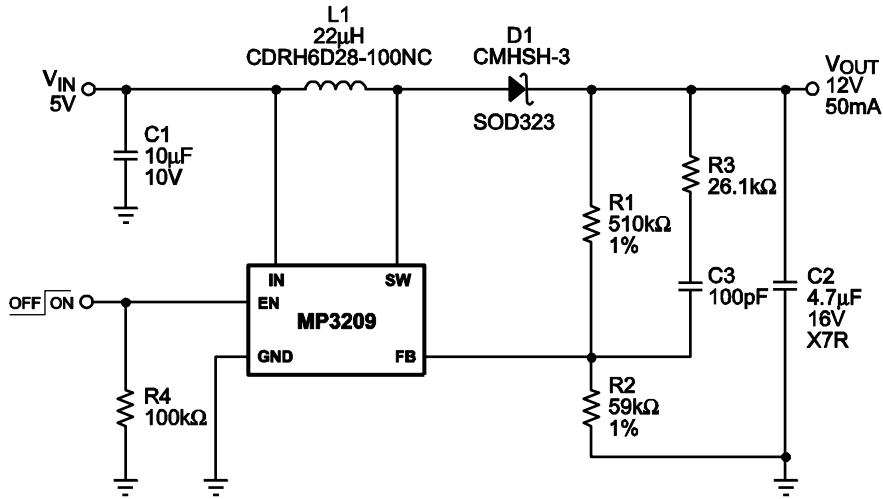 L1
22µH
CDRH6D28-100NC
D1
CMHSH-3
SOD323
VIN
5V
VOUT
12V
50mA
C1
10µF
10V
R3
26.1kΩ
R1
510kΩ
1%
C3
100pF
C2
4.7µF
16V
X7R
IN
SW
OFF ON
EN
MP3209
GND
FB
R4
100kΩ
R2
59kΩ
1%